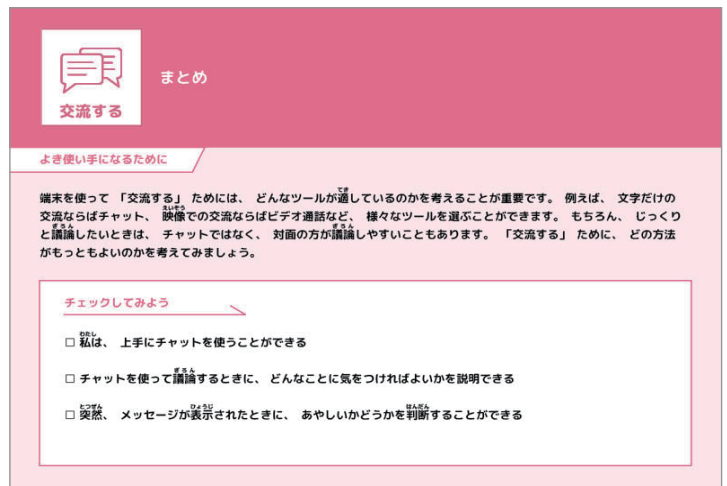 交流する
まとめ
よき使い手になるために
端末を使って「交流する」ためには、どんなツールが適しているのかを考えることが重要です。例えば、文字だけの
交流ならばチャット、映像での交流ならばビデオ通話など、様々なツールを選ぶことができます。もちろん、じっくり
と議論したいときは、チャットではなく、対面の方が議論しやすいこともあります。「交流する」ために、どの方法
がもっともよいのかを考えてみましょう。
チェックしてみよう
□ 私は、上手にチャットを使うことができる
□ チャットを使って議論するときに、どんなことに気をつければよいかを説明できる
□ 突然、メッセージが表示されたときに、あやしいかどうかを判断することができる